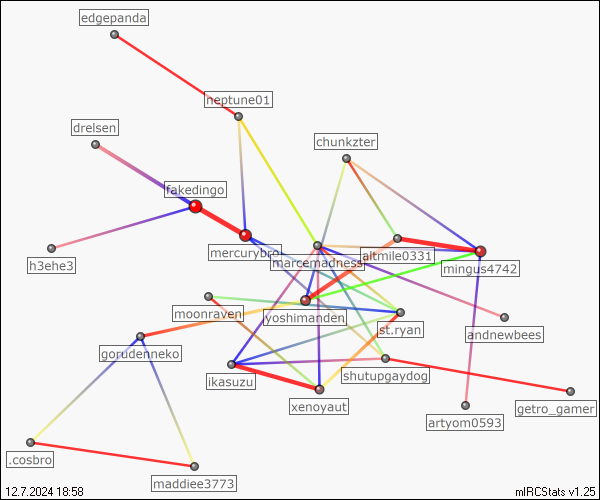 edgepanda
neptune01
drelsen
chunkzter
fakedingo
mercurybro
altmile0331
h3ehe3
marcemadness
mingus4742
moonraven
yoshimanden
st.ryan
andnewbees
gorudenneko
ikasuzu
shutupgaydog
xenoyaut
getro_gamer
artyom0593
.cosbro
maddiee3773
12.7.2024 18:58
mIRCStats v1.25